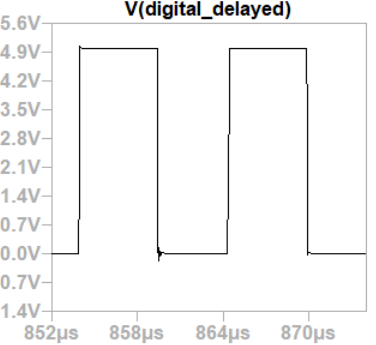 V(digital_delayed)
5.6V
4.9V
4.2V
3.5V
2.8V
2.1V
1.4V
0.7V
0.0V
0.7V
1.4V
852µs 858µs 864µs 870µs